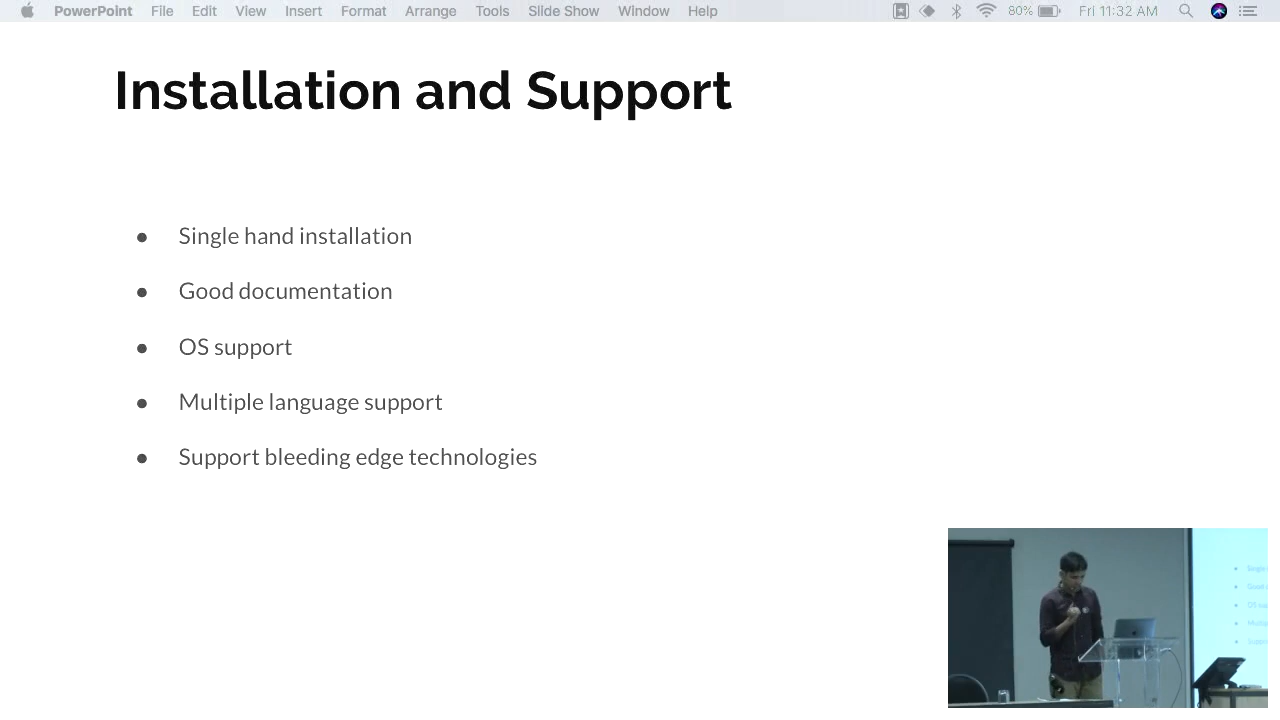 PowerPoint File Edit View Insert Format Arrange Tools Slide Show Window Help 80% Fri 11:32 AM
Installation and Support
● Single hand installation
● Good documentation
● OS support
● Multiple language support
● Support bleeding edge technologies